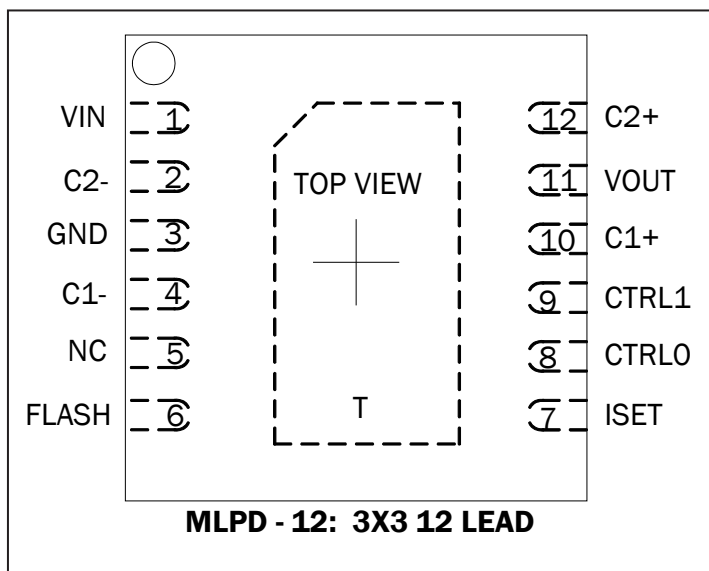 VIN 1 12 C2+
C2- 2 TOP VIEW 11 VOUT
GND 3 10 C1+
C1- 4 9 CTRL1
NC 5 8 CTRL0
FLASH 6 T 7 ISET
MLPD - 12: 3X3 12 LEAD